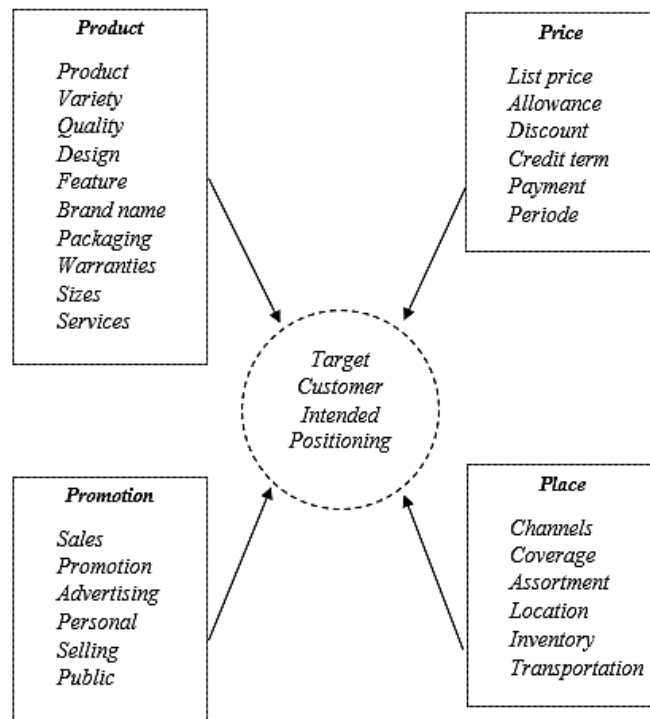 Product
Product
Variety
Quality
Design
Feature
Brand name
Packaging
Warranties
Sizes
Services
Price
List price
Allowance
Discount
Credit term
Payment
Periode
Target
Customer
Intended
Positioning
Promotion
Sales
Promotion
Advertising
Personal
Selling
Public
Place
Channels
Coverage
Assortment
Location
Inventory
Transportation